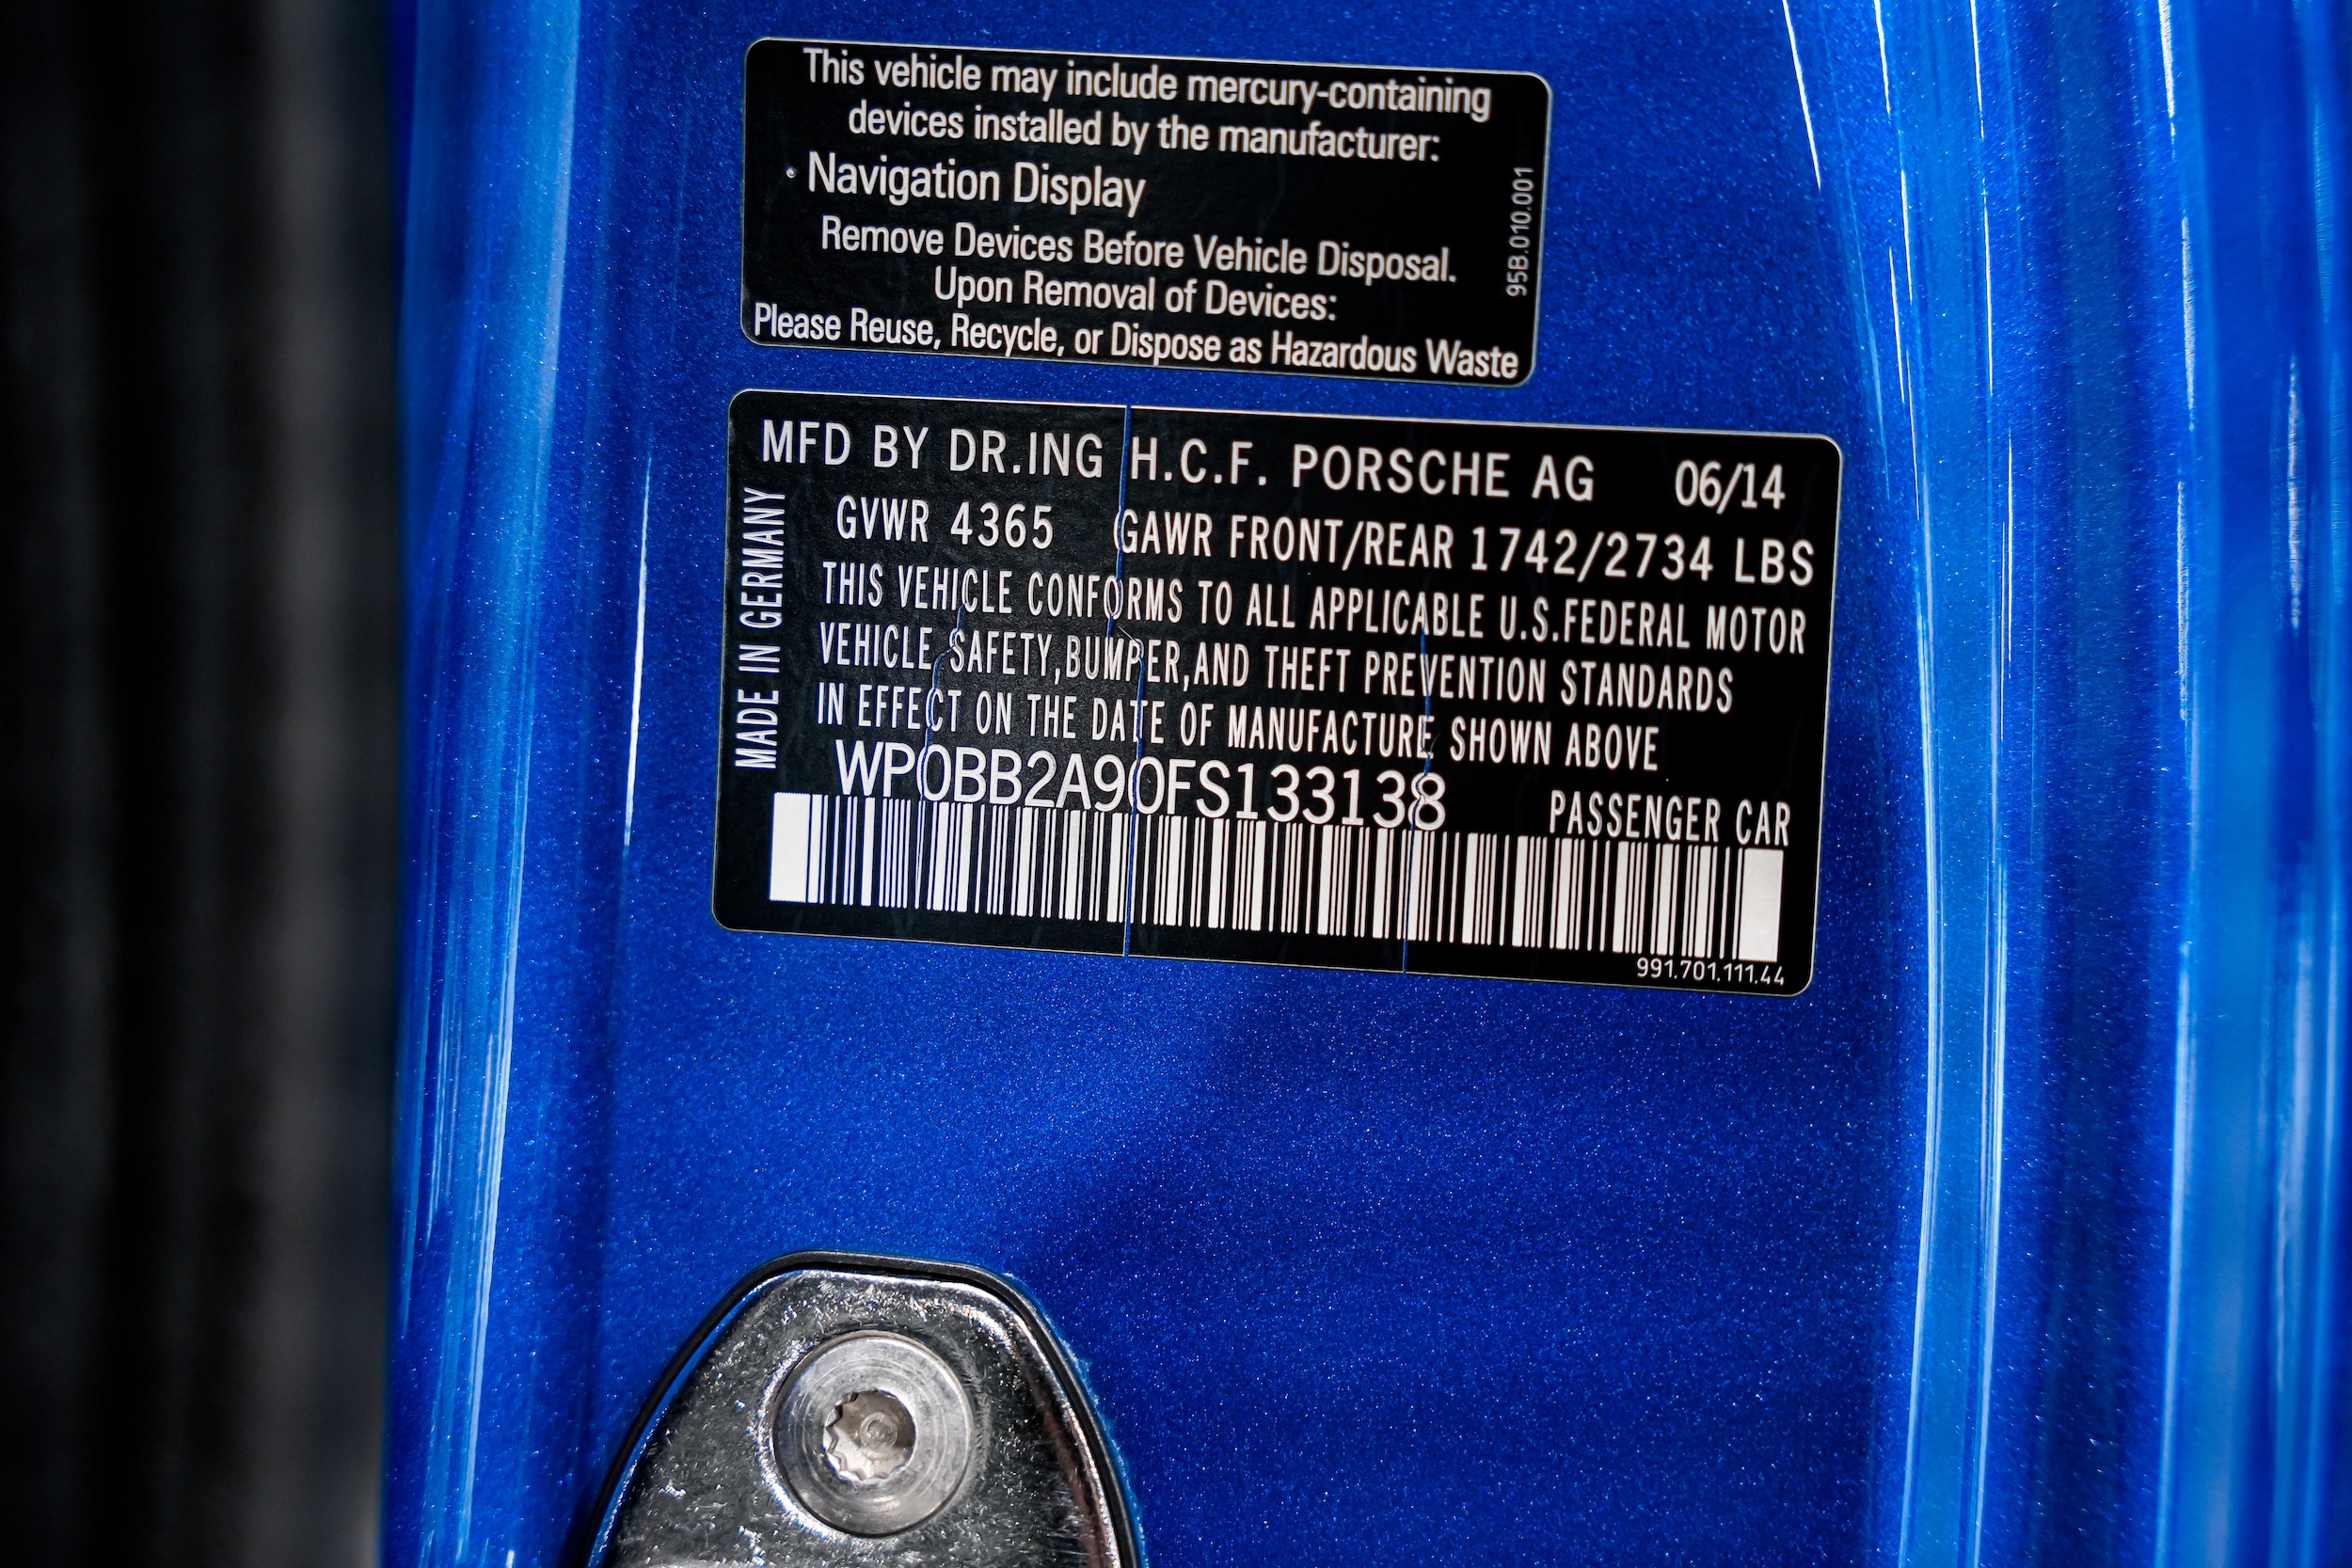 This vehicle may include mercury-containing
devices installed by the manufacturer:
• Navigation Display
Remove Devices Before Vehicle Disposal.
Upon Removal of Devices:
Please Reuse, Recycle, or Dispose as Hazardous Waste
95B.010.001
MFD BY DR.ING H.C.F. PORSCHE AG 06/14
GVWR 4365 GAWR FRONT/REAR 1742/2734 LBS
THIS VEHICLE CONFORMS TO ALL APPLICABLE U.S.FEDERAL MOTOR
VEHICLE SAFETY,BUMPER,AND THEFT PREVENTION STANDARDS
IN EFFECT ON THE DATE OF MANUFACTURE SHOWN ABOVE
WP0BB2A90FS133138 PASSENGER CAR
MADE IN GERMANY
991.701.111.44